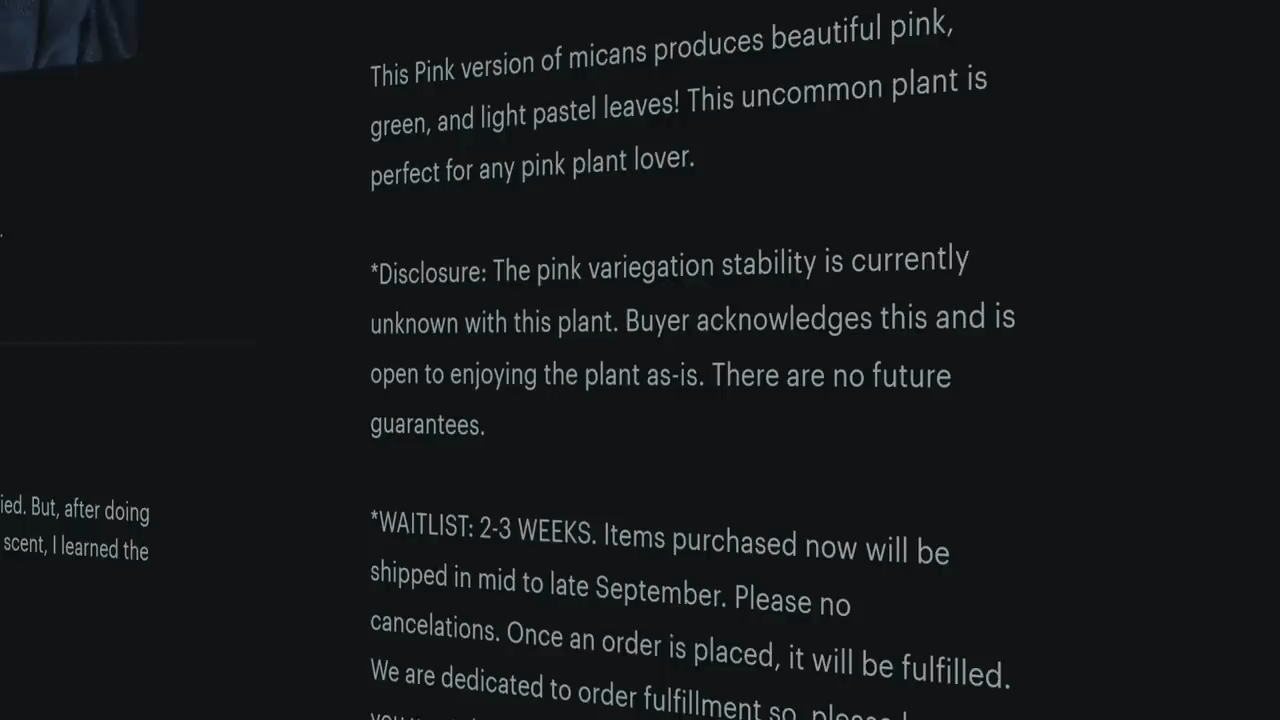 This Pink version of micans produces beautiful pink,
green, and light pastel leaves! This uncommon plant is
perfect for any pink plant lover.
*Disclosure: The pink variegation stability is currently
unknown with this plant. Buyer acknowledges this and is
open to enjoying the plant as-is. There are no future
guarantees.
ied. But, after doing
scent, I learned the
*WAITLIST: 2-3 WEEKS. Items purchased now will be
shipped in mid to late September. Please no
cancelations. Once an order is placed, it will be fulfilled.
We are dedicated to order fulfillment so, please